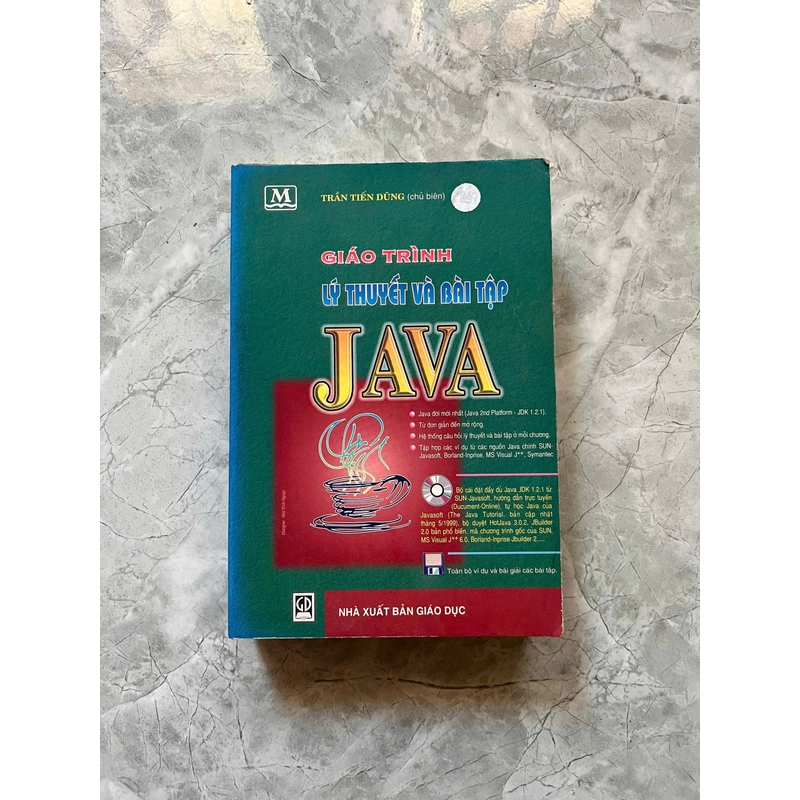 M
TRẦN TIẾN DŨNG (chủ biên)
GIÁO TRÌNH
LÝ THUYẾT VÀ BÀI TẬP
JAVA
Java đời mới nhất (Java 2nd Platform - JDK 1.2.1).
Từ đơn giản đến mở rộng.
Hệ thống câu hỏi lý thuyết và bài tập ở mỗi chương.
Tập hợp các ví dụ từ các nguồn Java chính SUN-
Javasoft, Borland-Inprise, MS Visual J++, Symantec
Bộ cài đặt đầy đủ Java JDK 1.2.1 từ
SUN-Javasoft, hướng dẫn trực tuyến
(Document-Online), tự học Java của
Javasoft (The Java Tutorial, bản cập nhật
tháng 5/1999), bộ duyệt HotJava 3.0.2, JBuilder
2.0 bản phổ biến, mã chương trình gốc của SUN,
MS Visual J++ 6.0, Borland-Inprise Jbuilder 2,....
Toàn bộ ví dụ và bài giải các bài tập.
GD
NHÀ XUẤT BẢN GIÁO DỤC